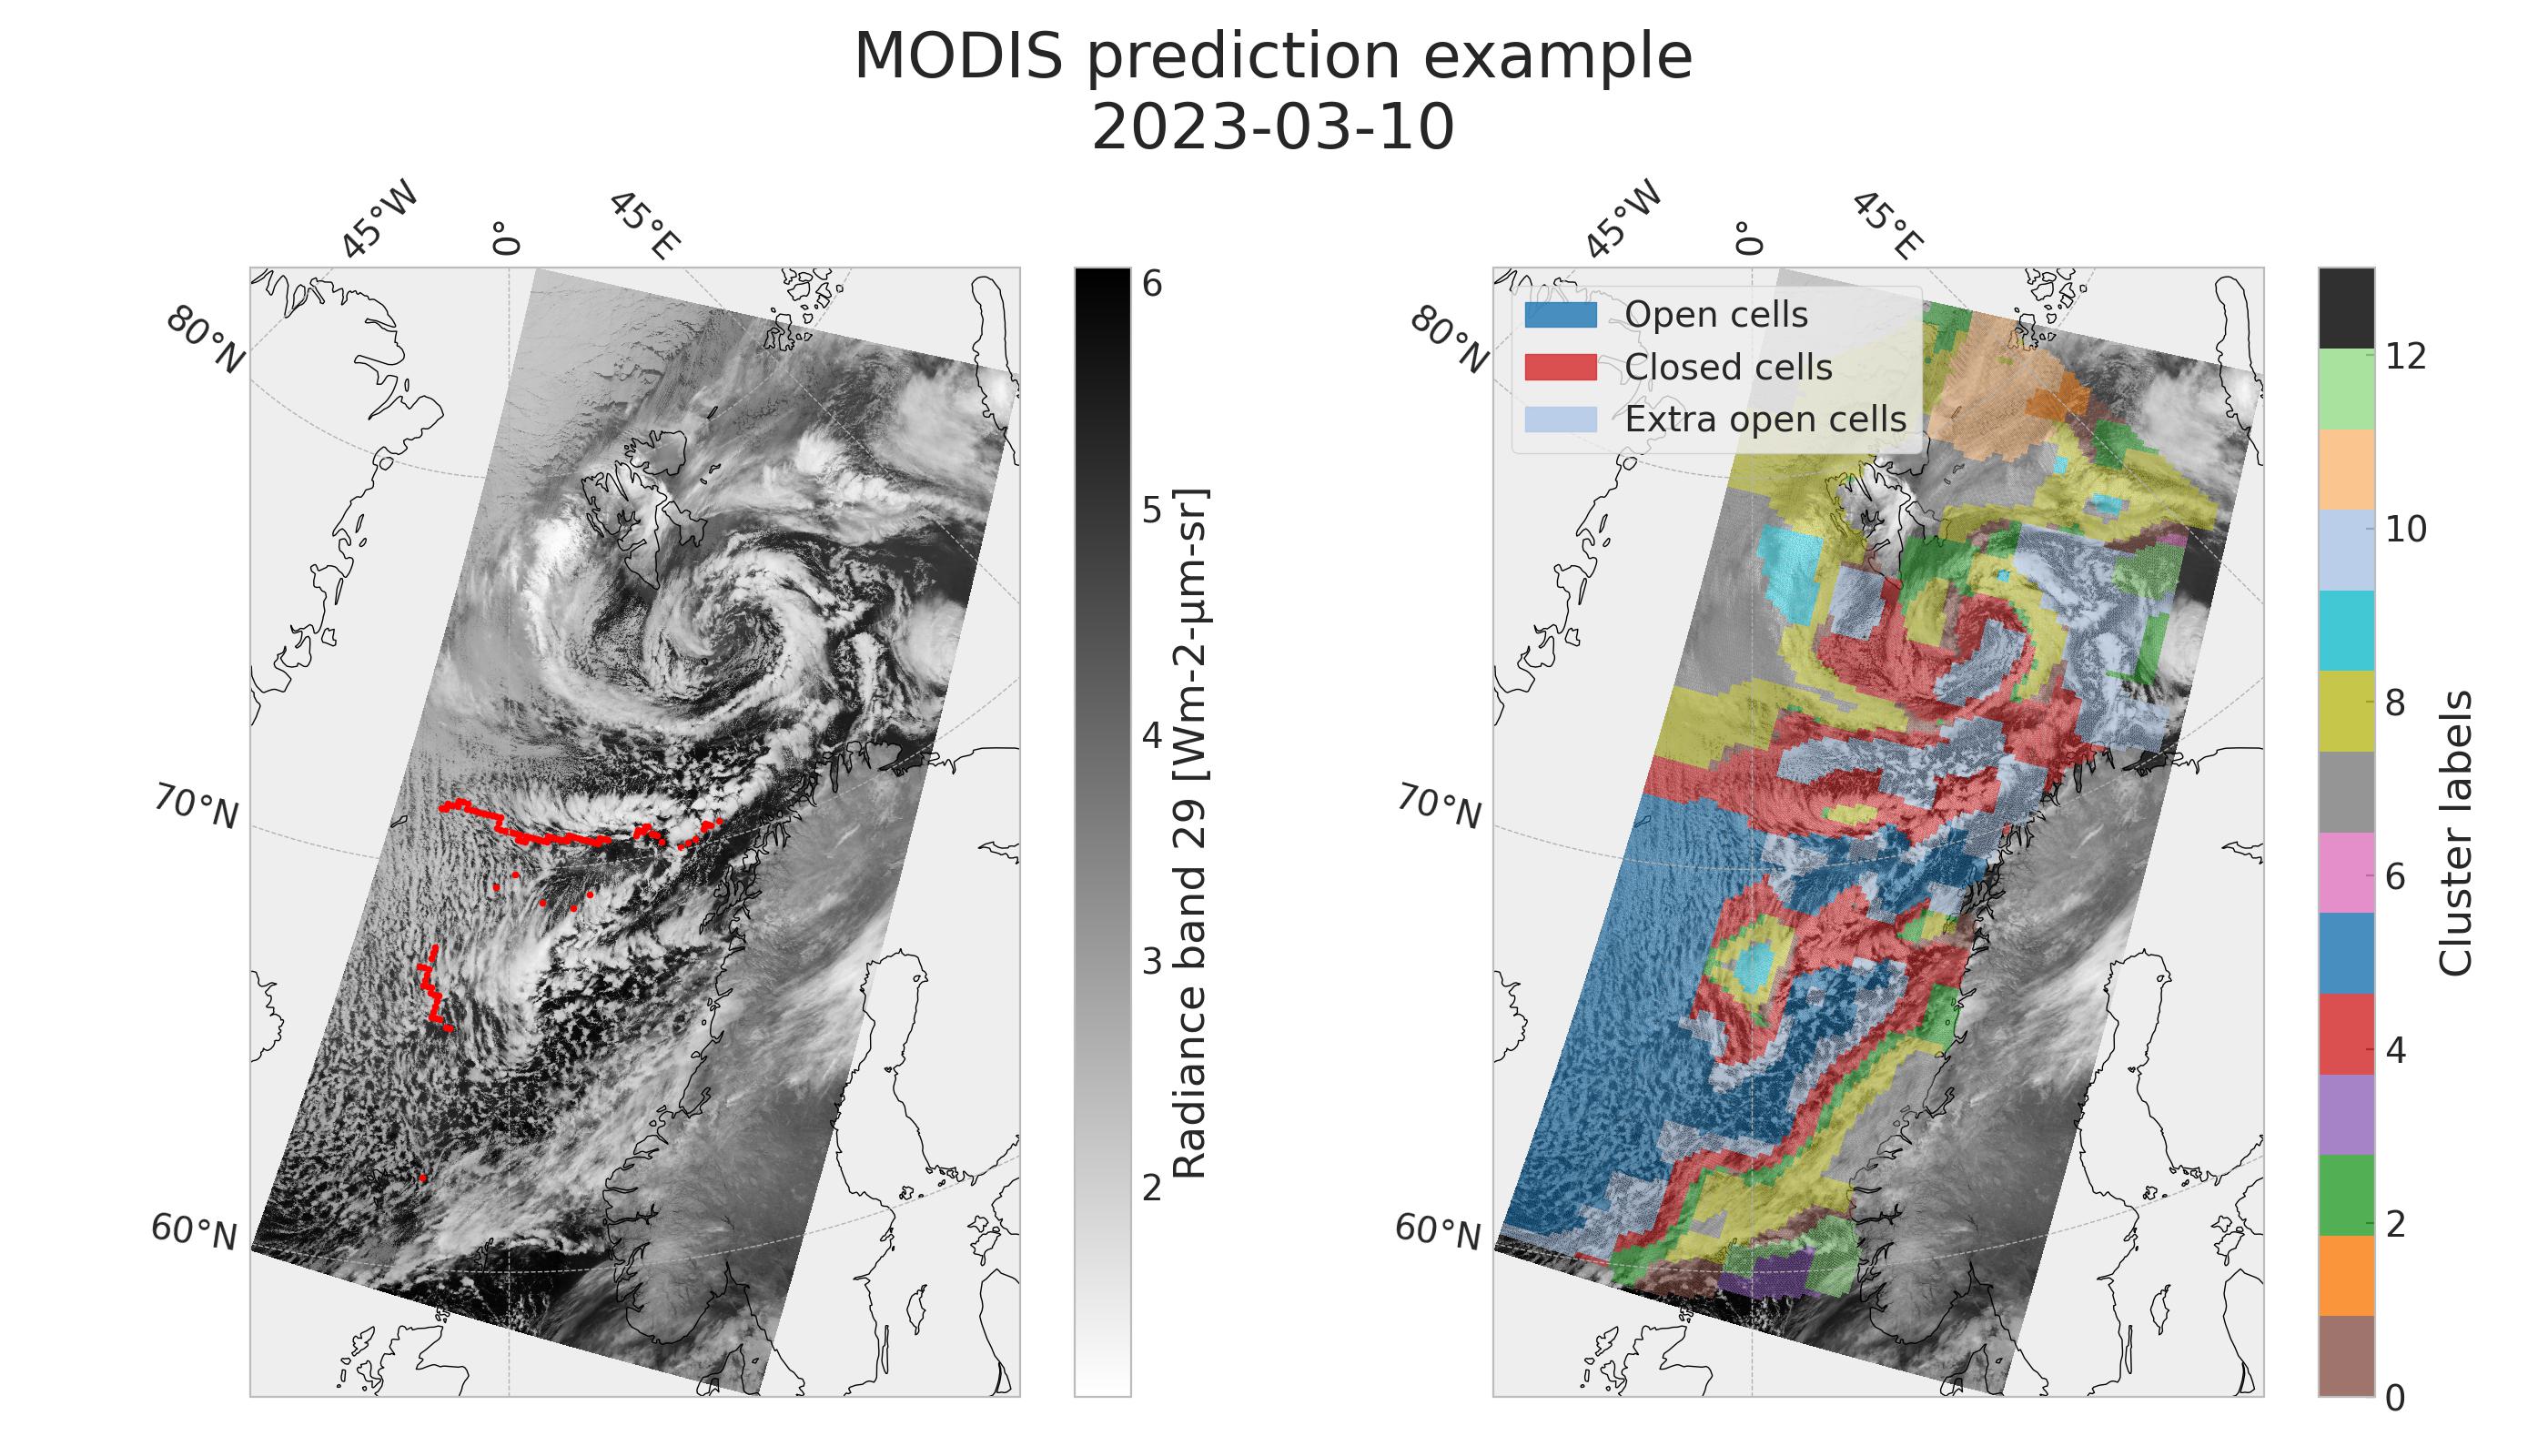 MODIS prediction example
2023-03-10
45°W
0°
45°E
80°N
70°N
60°N
6
5
4
3
2
Radiance band 29 [Wm-2-µm-sr]
45°W
0°
45°E
80°N
70°N
60°N
Open cells
Closed cells
Extra open cells
12
10
8
6
4
2
0
Cluster labels